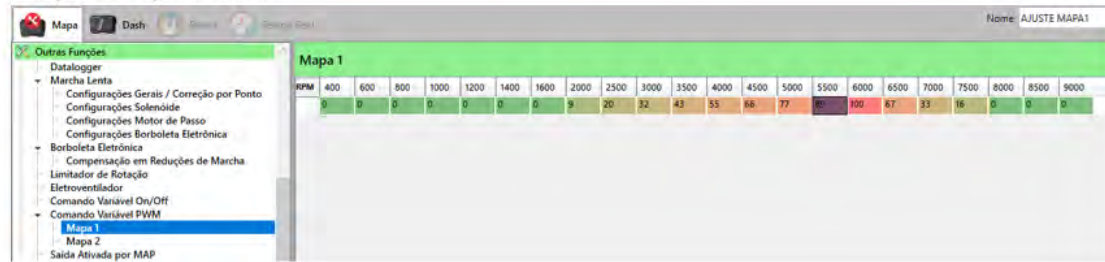 Mapa Dash Nome AJUSTE MAPA1
Outras Funções
Datalogger
Marcha Lenta
Configurações Gerais / Correção por Ponto
Configurações Solenóide
Configurações Motor de Passo
Configurações Borboleta Eletrônica
Borboleta Eletrônica
Compensação em Reduções de Marcha
Limitador de Rotação
Eletroventilador
Comando Variável On/Off
Comando Variável PWM
Mapa 1
Mapa 2
Saída Ativada por MAP
Mapa 1
RPM 400 600 800 1000 1200 1400 1600 2000 2500 3000 3500 4000 4500 5000 5500 6000 6500 7000 7500 8000 8500 9000
0 0 0 0 0 0 0 9 20 32 43 55 66 77 100 67 33 16 0 0 0